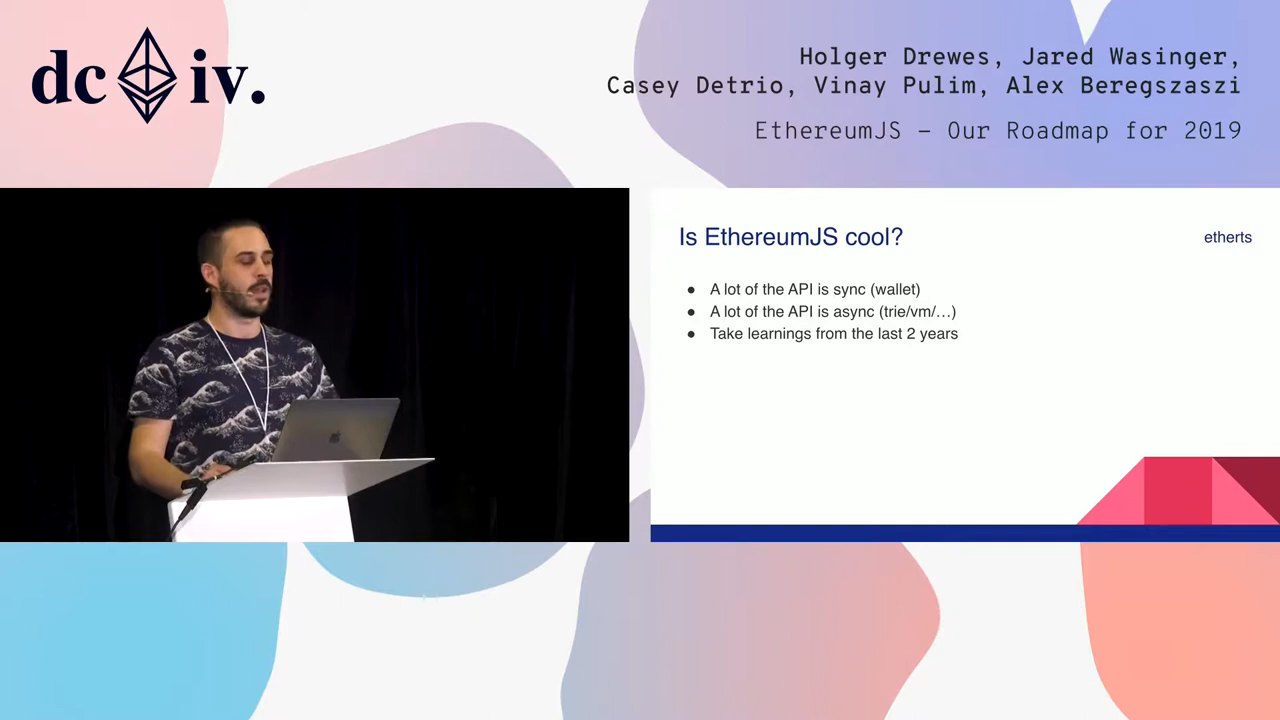 dc iv.
Holger Drewes, Jared Wasinger,
Casey Detrio, Vinay Pulim, Alex Beregszaszi
EthereumJS – Our Roadmap for 2019
Is EthereumJS cool?
etherts
● A lot of the API is sync (wallet)
● A lot of the API is async (trie/vm/…)
● Take learnings from the last 2 years